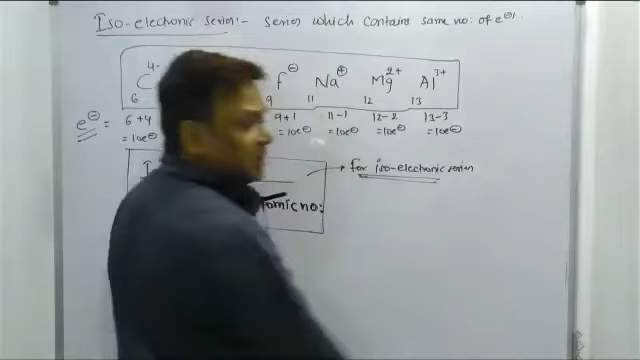 Iso-electronic series:- series which contains same no: of e⊖
C⁴⁻ F⊖ Na⊕ Mg²⁺ Al³⁺
6 9 11 12 13
e⊖ = 6+4 9+1 11-1 12-2 13-3
=10e⊖ =10e⊖ =10e⊖ =10e⊖ =10e⊖
for iso-electronic series
no: